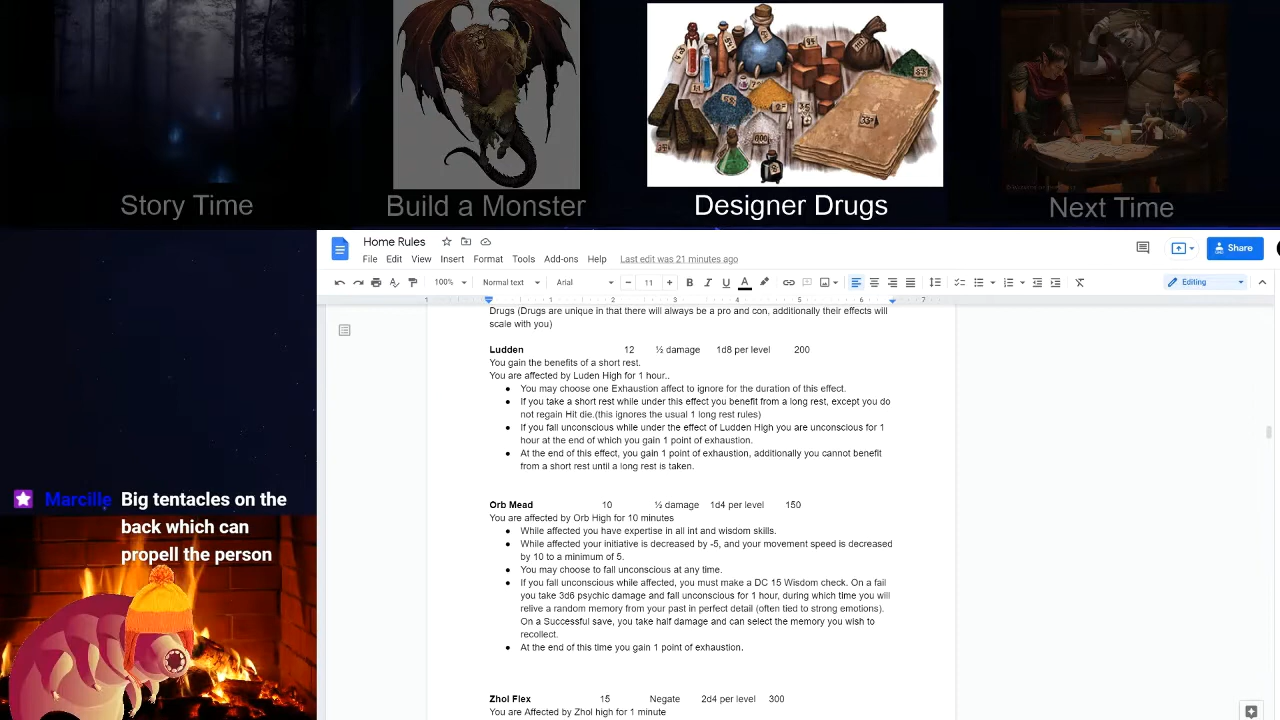 Story Time
Build a Monster
Designer Drugs
Next Time
Home Rules
File Edit View Insert Format Tools Add-ons Help Last edit was 21 minutes ago
Share
100% Normal text Arial 11 Editing
1 1 2 3 4 5 6 7
Drugs (Drugs are unique in that there will always be a pro and con, additionally their effects will
scale with you)
Ludden 12 ½ damage 1d8 per level 200
You gain the benefits of a short rest.
You are affected by Luden High for 1 hour..
● You may choose one Exhaustion affect to ignore for the duration of this effect.
● If you take a short rest while under this effect you benefit from a long rest, except you do
not regain Hit die.(this ignores the usual 1 long rest rules)
● If you fall unconscious while under the effect of Ludden High you are unconscious for 1
hour at the end of which you gain 1 point of exhaustion.
● At the end of this effect, you gain 1 point of exhaustion, additionally you cannot benefit
from a short rest until a long rest is taken.
Orb Mead 10 ½ damage 1d4 per level 150
You are affected by Orb High for 10 minutes
● While affected you have expertise in all int and wisdom skills.
● While affected your initiative is decreased by -5, and your movement speed is decreased
by 10 to a minimum of 5.
● You may choose to fall unconscious at any time.
● If you fall unconscious while affected, you must make a DC 15 Wisdom check. On a fail
you take 3d6 psychic damage and fall unconscious for 1 hour, during which time you will
relive a random memory from your past in perfect detail (often tied to strong emotions).
On a Successful save, you take half damage and can select the memory you wish to
recollect.
● At the end of this time you gain 1 point of exhaustion.
Zhol Flex 15 Negate 2d4 per level 300
You are Affected by Zhol high for 1 minute
Marcille Big tentacles on the
back which can
propell the person